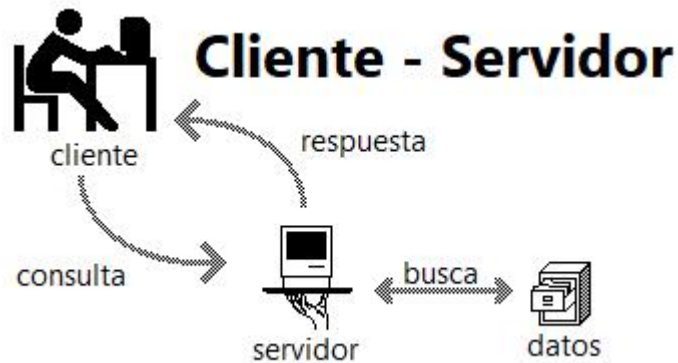 Cliente - Servidor
respuesta
cliente
consulta
busca
servidor
datos